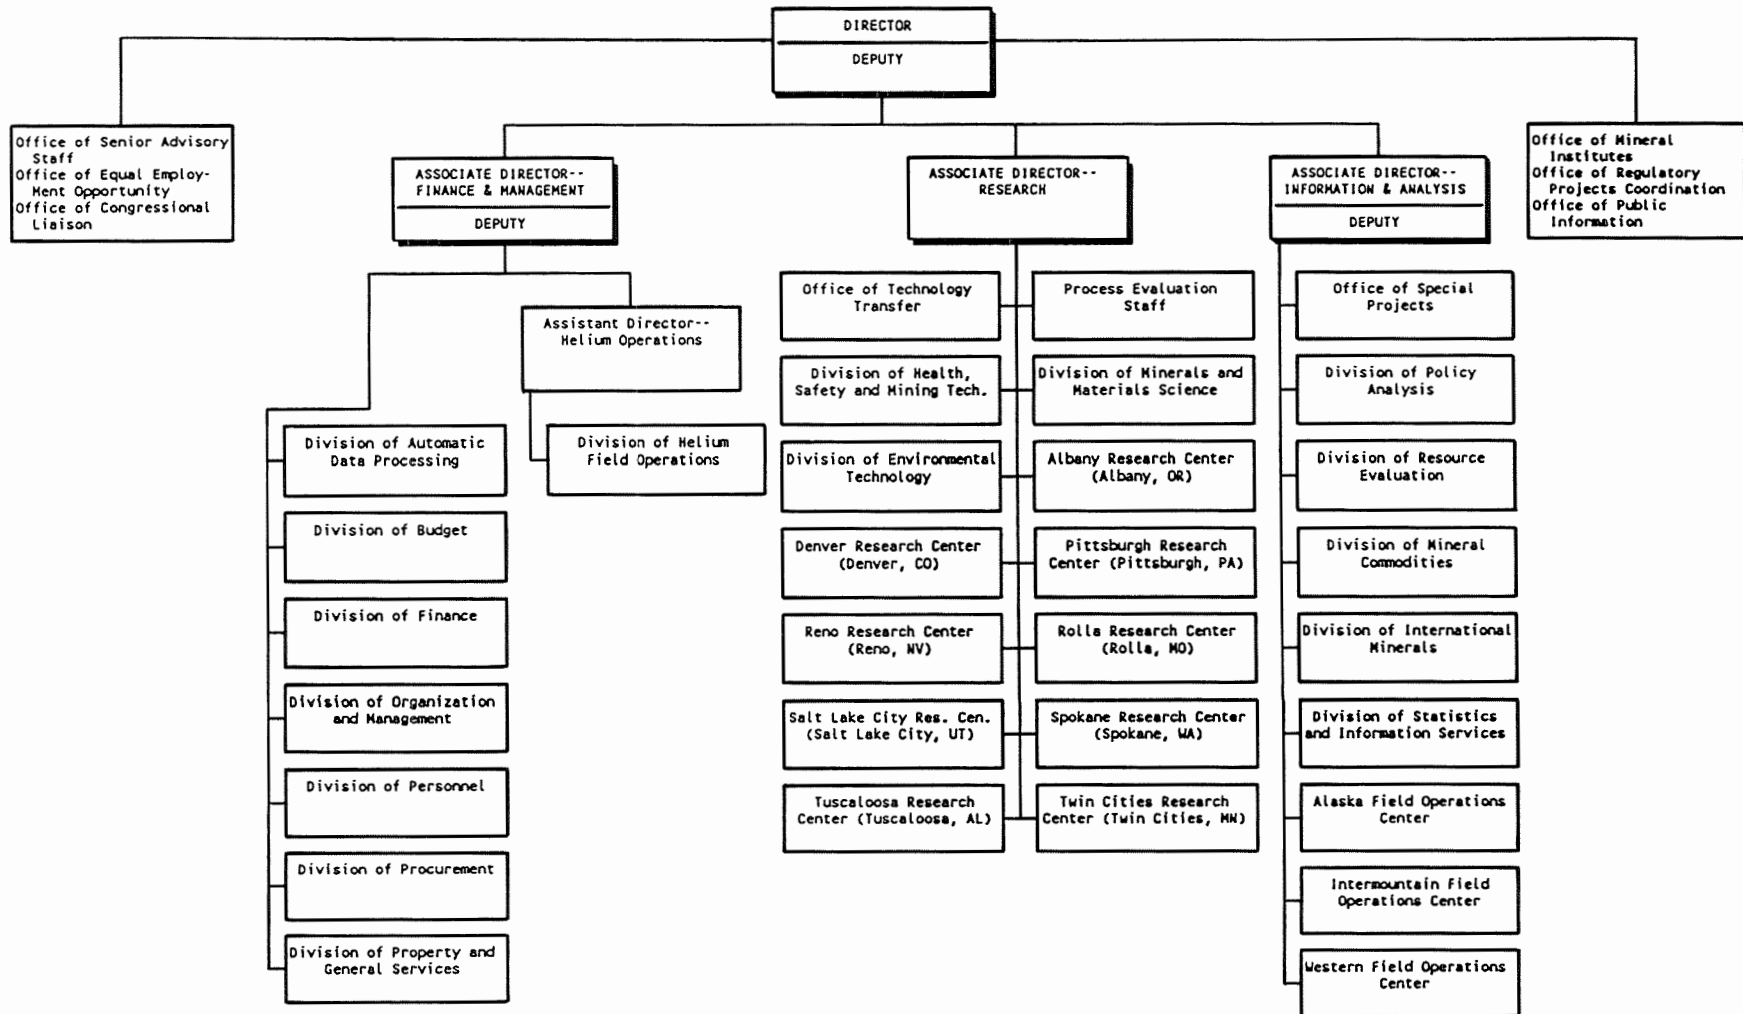 DIRECTOR
DEPUTY
Office of Senior Advisory
Staff
Office of Equal Employ-
Ment Opportunity
Office of Congressional
Liaison
ASSOCIATE DIRECTOR--
FINANCE & MANAGEMENT
DEPUTY
ASSOCIATE DIRECTOR--
RESEARCH
ASSOCIATE DIRECTOR--
INFORMATION & ANALYSIS
DEPUTY
Office of Mineral
Institutes
Office of Regulatory
Projects Coordination
Office of Public
Information
Assistant Director--
Helium Operations
Division of Helium
Field Operations
Division of Automatic
Data Processing
Division of Budget
Division of Finance
Division of Organization
and Management
Division of Personnel
Division of Procurement
Division of Property and
General Services
Office of Technology
Transfer
Process Evaluation
Staff
Division of Health,
Safety and Mining Tech.
Division of Minerals and
Materials Science
Division of Environmental
Technology
Albany Research Center
(Albany, OR)
Denver Research Center
(Denver, CO)
Pittsburgh Research
Center (Pittsburgh, PA)
Reno Research Center
(Reno, NV)
Rolla Research Center
(Rolla, MO)
Salt Lake City Res. Cen.
(Salt Lake City, UT)
Spokane Research Center
(Spokane, WA)
Tuscaloosa Research
Center (Tuscaloosa, AL)
Twin Cities Research
Center (Twin Cities, MN)
Office of Special
Projects
Division of Policy
Analysis
Division of Resource
Evaluation
Division of Mineral
Commodities
Division of International
Minerals
Division of Statistics
and Information Services
Alaska Field Operations
Center
Intermountain Field
Operations Center
Western Field Operations
Center